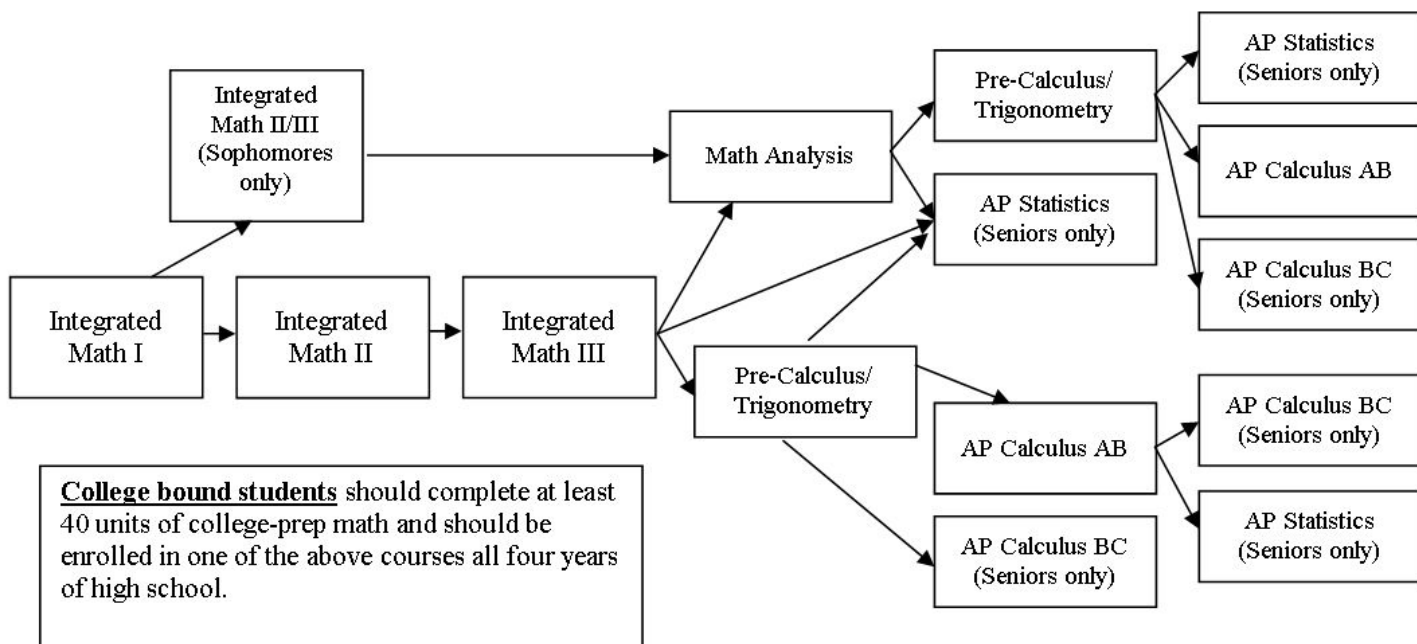 Integrated
Math II/III
(Sophomores
only)
Integrated
Math I
Integrated
Math II
Integrated
Math III
Math Analysis
Pre-Calculus/
Trigonometry
AP Statistics
(Seniors only)
Pre-Calculus/
Trigonometry
AP Calculus AB
AP Calculus BC
(Seniors only)
AP Statistics
(Seniors only)
AP Calculus AB
AP Calculus BC
(Seniors only)
AP Calculus BC
(Seniors only)
AP Statistics
(Seniors only)
College bound students should complete at least
40 units of college-prep math and should be
enrolled in one of the above courses all four years
of high school.